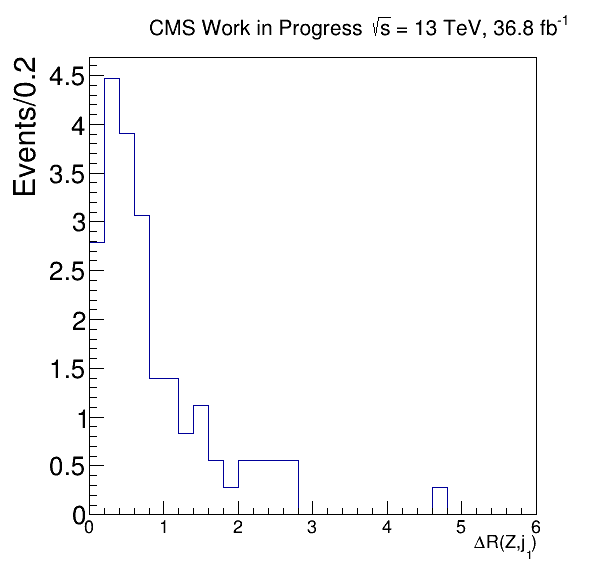 CMS Work in Progress √s = 13 TeV, 36.8 fb⁻¹
Events/0.2
4.5
4
3.5
3
2.5
2
1.5
1
0.5
0
0 1 2 3 4 5 6
ΔR(Z,j₁)